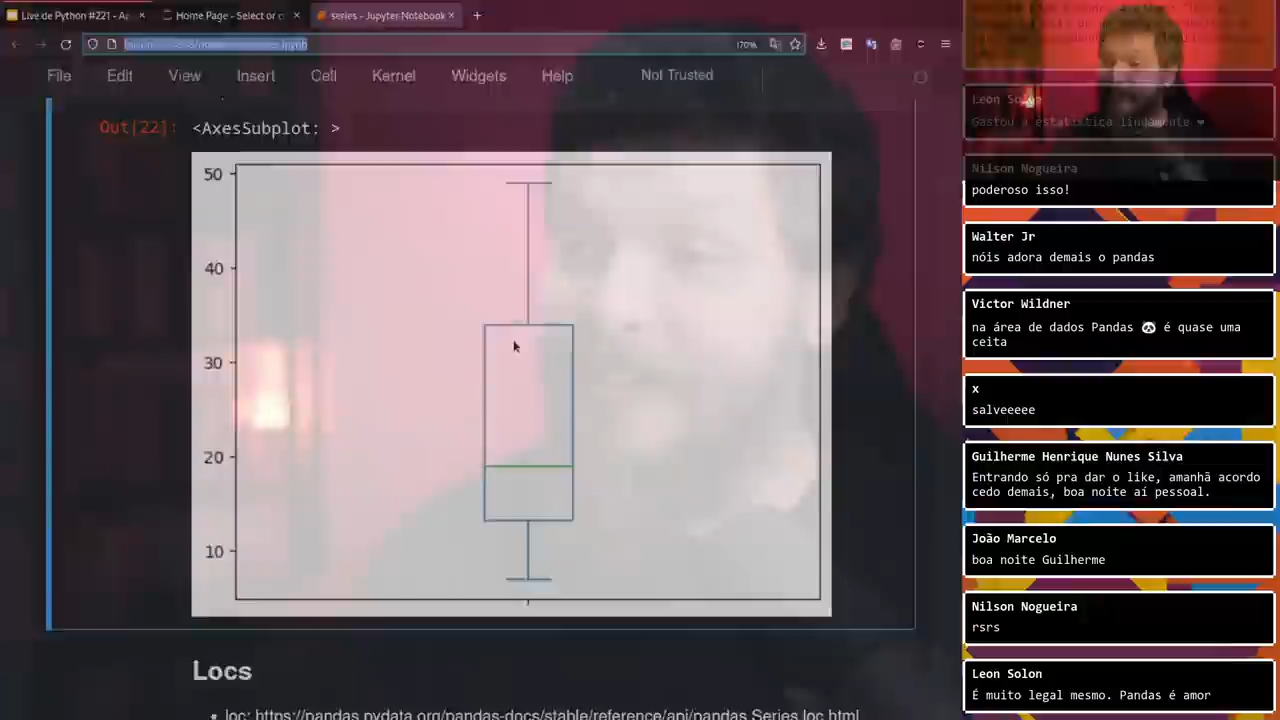 Live de Python #221 - A
Home Page - Select or c
series - Jupyter Notebook
170%
File Edit View Insert Cell Kernel Widgets Help Not Trusted
Out[22]: <AxesSubplot: >
50
40
30
20
10
Locs
loc: https://pandas.pydata.org/pandas-docs/stable/reference/api/pandas.Series.loc.html
Leon Solon
Gastou a estatística lindamente ❤
Nilson Nogueira
poderoso isso!
Walter Jr
nóis adora demais o pandas
Victor Wildner
na área de dados Pandas 🐼 é quase uma
ceita
x
salveeeee
Guilherme Henrique Nunes Silva
Entrando só pra dar o like, amanhã acordo
cedo demais, boa noite aí pessoal.
João Marcelo
boa noite Guilherme
Nilson Nogueira
rsrs
Leon Solon
É muito legal mesmo. Pandas é amor